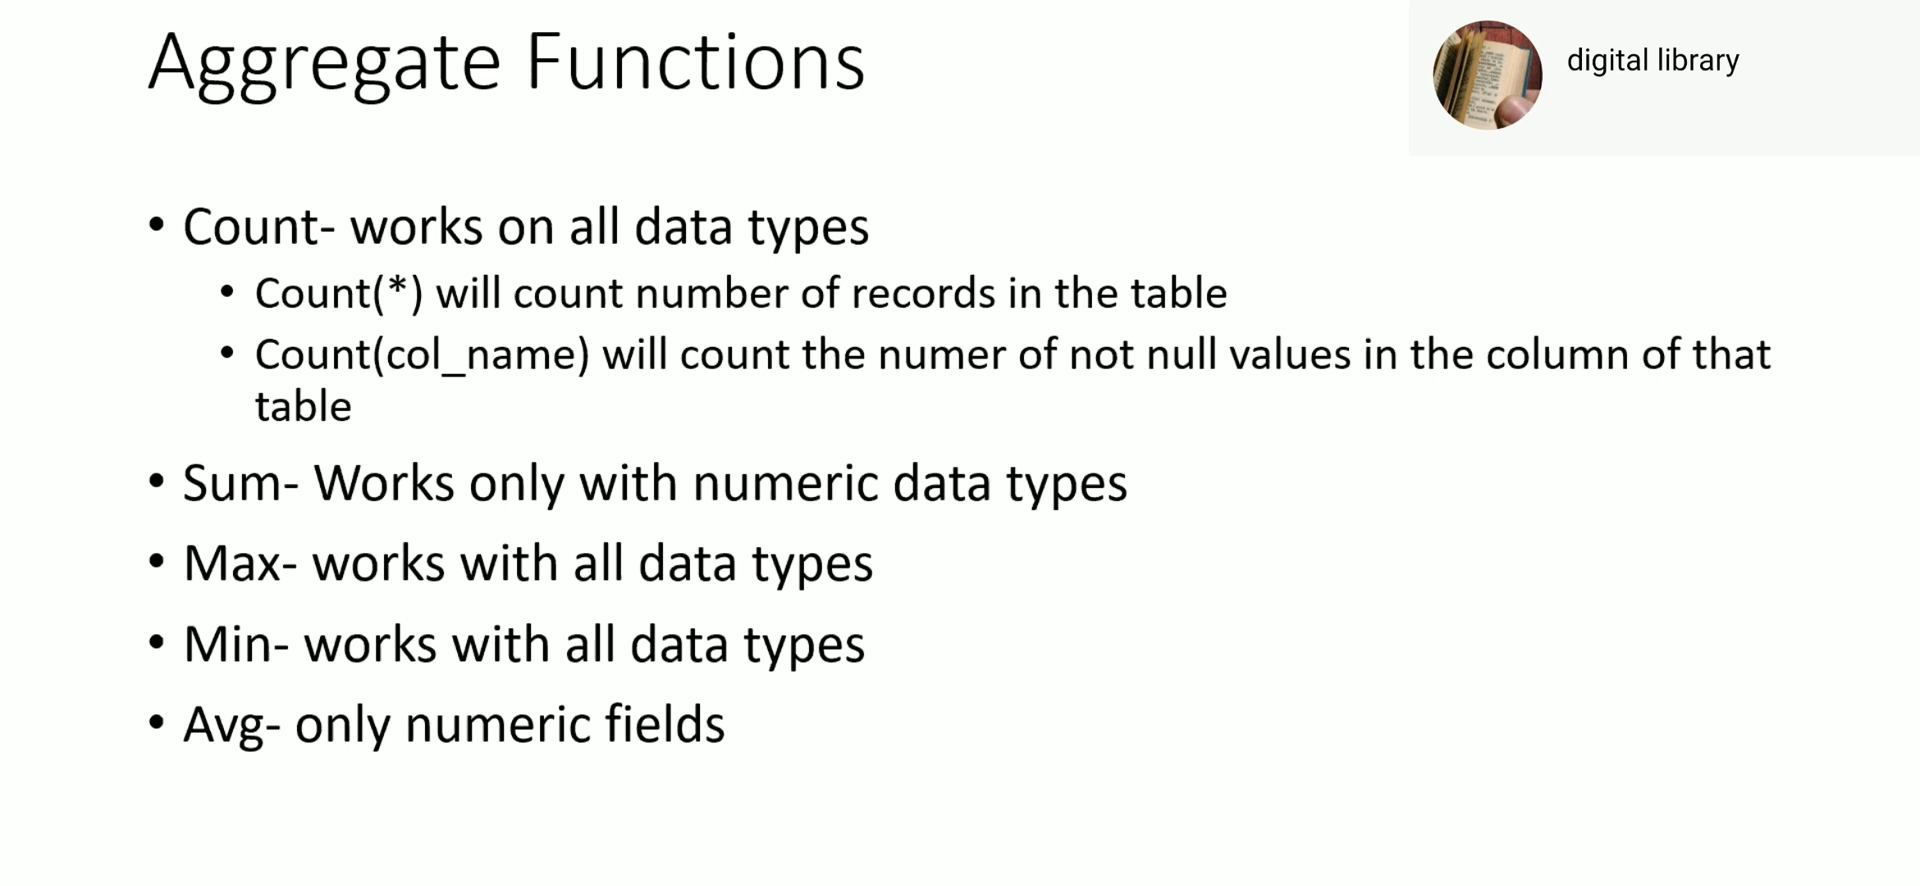 Aggregate Functions
digital library
• Count- works on all data types
• Count(*) will count number of records in the table
• Count(col_name) will count the numer of not null values in the column of that
table
• Sum- Works only with numeric data types
• Max- works with all data types
• Min- works with all data types
• Avg- only numeric fields